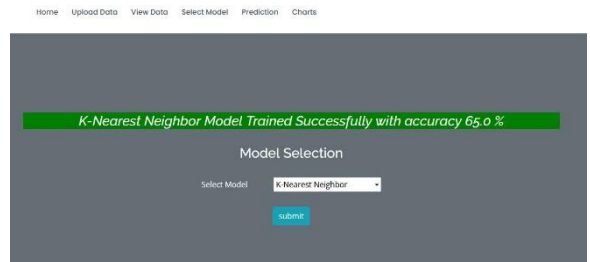 Home Upload Data View Data Select Model Prediction Charts
K-Nearest Neighbor Model Trained Successfully with accuracy 65.0 %
Model Selection
Select Model K-Nearest Neighbor
submit